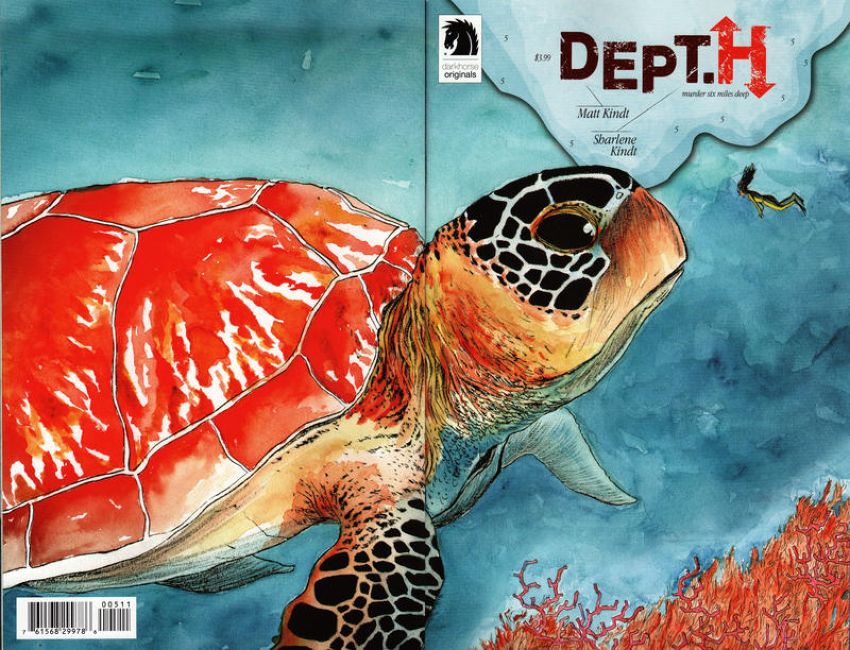 darkhorse
originals
$3.99
DEPT.H
murder six miles deep
Matt Kindt
Sharlene
Kindt
5
5
5
5
5
5
00511
7 61568 29978 6